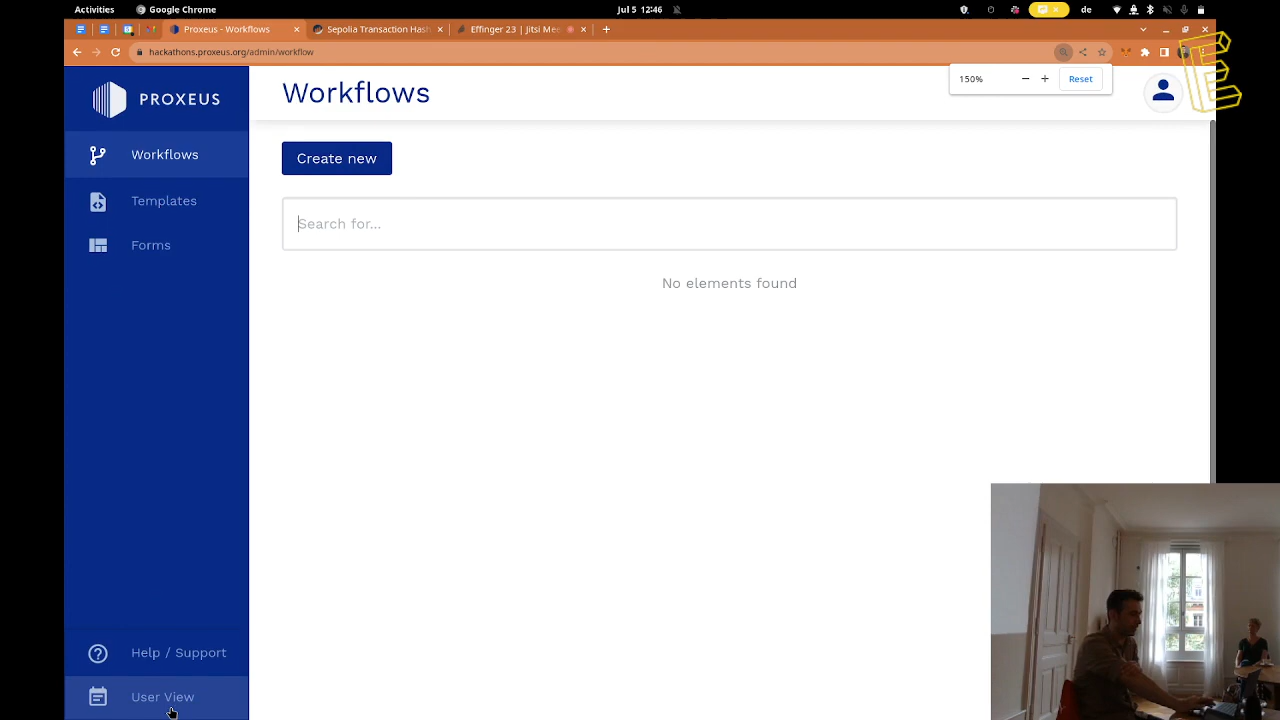 Activities
Google Chrome
Jul 5 12:46
de
Proxeus - Workflows
Sepolia Transaction Hash
Effinger 23 | Jitsi Mee
hackathons.proxeus.org/admin/workflow
150%
Reset
PROXEUS
Workflows
Workflows
Templates
Forms
Create new
Search for...
No elements found
Help / Support
User View